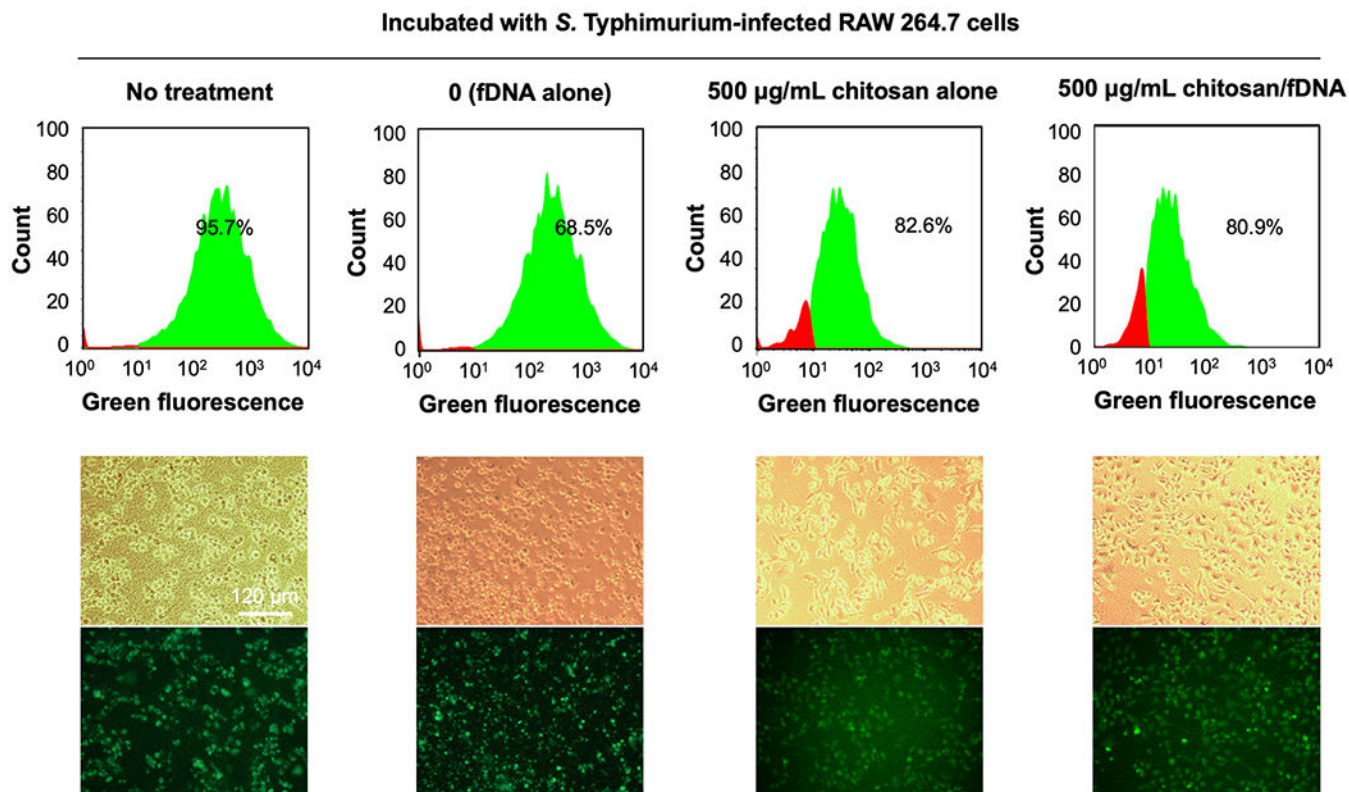 Incubated with S. Typhimurium-infected RAW 264.7 cells
No treatment
0 (fDNA alone)
500 µg/mL chitosan alone
500 µg/mL chitosan/fDNA
Count
100
80
60
40
20
0
95.7%
10⁰ 10¹ 10² 10³ 10⁴
Green fluorescence
Count
100
80
60
40
20
0
68.5%
10⁰ 10¹ 10² 10³ 10⁴
Green fluorescence
Count
100
80
60
40
20
0
82.6%
10⁰ 10¹ 10² 10³ 10⁴
Green fluorescence
Count
100
80
60
40
20
0
80.9%
10⁰ 10¹ 10² 10³ 10⁴
Green fluorescence
120 µm